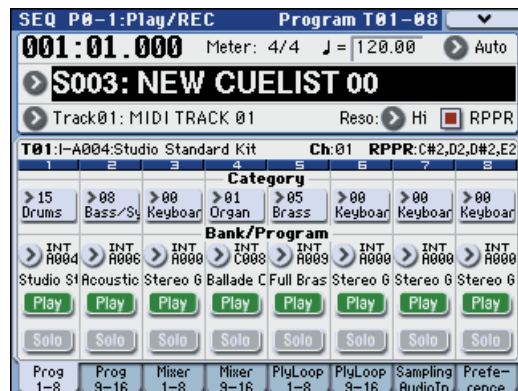 SEQ P0-1:Play/REC Program T01-08
001:01.000 Meter: 4/4 ♩= 120.00 Auto
S003: NEW CUELIST 00
Track01: MIDI TRACK 01 Reso: Hi RPPR
T01:I-A004:Studio Standard Kit Ch:01 RPPR:C#2,D2,D#2,E2
1 2 3 4 5 6 7 8
Category
15 08 00 01 05 00 00 00
Drums Bass/Sy Keyboar Organ Brass Keyboar Keyboar Keyboar
Bank/Program
INT INT INT INT INT INT INT INT
A004 A006 A000 C008 A009 A000 A000 A000
Studio St Acoustic Stereo G Ballade C Full Bras Stereo G Stereo G Stereo G
Play Play Play Play Play Play Play Play
Solo Solo Solo Solo Solo Solo Solo Solo
Prog Prog Mixer Mixer PlyLoop PlyLoop Sampling Prefe-
1-8 9-16 1-8 9-16 1-8 9-16 AudioIn cence